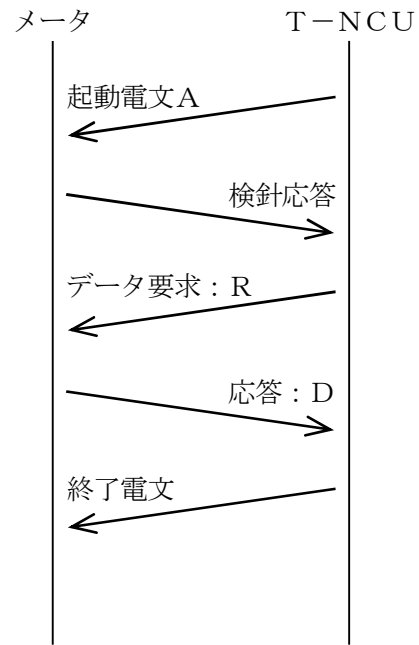 メータ
Ｔ－ＮＣＵ
起動電文Ａ
検針応答
データ要求：Ｒ
応答：Ｄ
終了電文